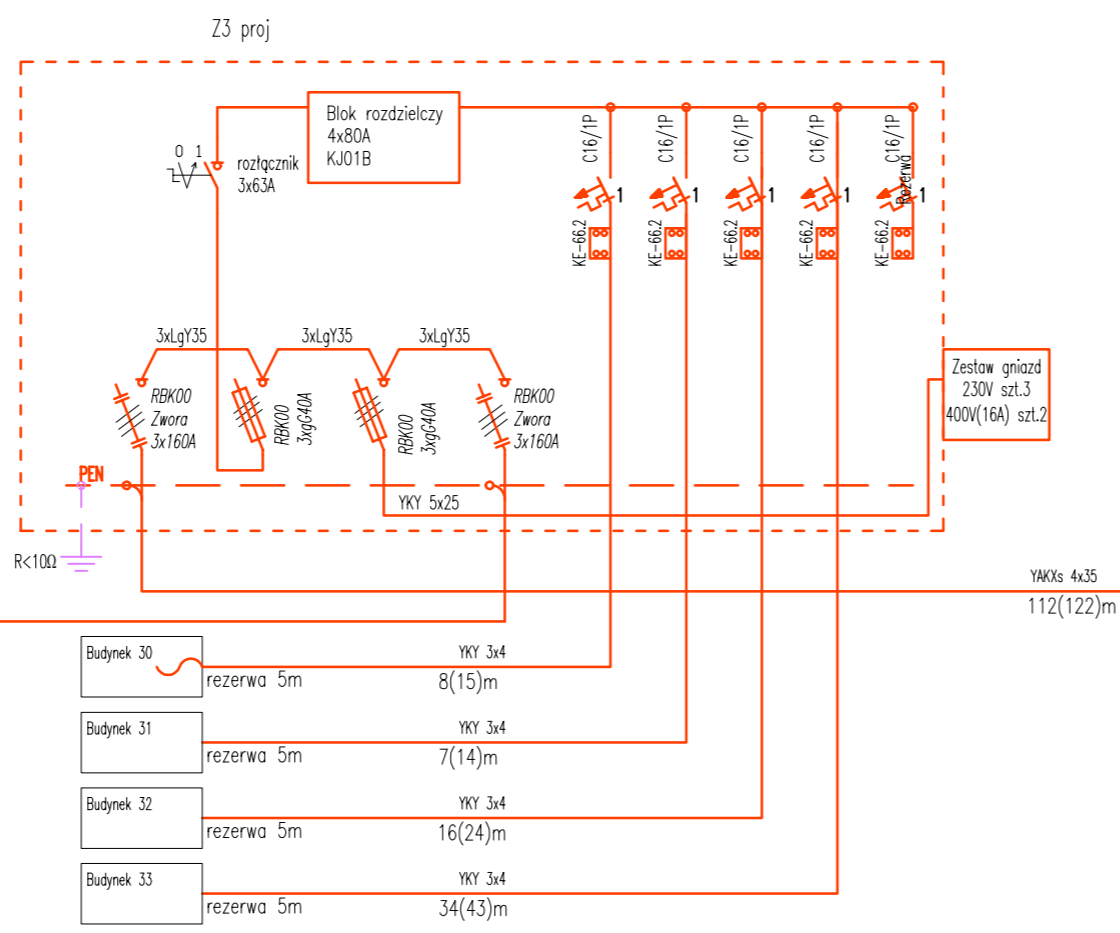 Z3 proj
Blok rozdzielczy
4x80A
KJ01B
0 1
rozłącznik
3x63A
C16/1P
C16/1P
C16/1P
C16/1P
C16/1P
Rezerwa
1
1
1
1
1
KE-66.2
KE-66.2
KE-66.2
KE-66.2
KE-66.2
3xLgY35
3xLgY35
3xLgY35
RBK00
Zwora
3x160A
RBK00
3xgG40A
RBK00
3xgG40A
RBK00
Zwora
3x160A
Zestaw gniazd
230V szt.3
400V(16A) szt.2
PEN
YKY 5x25
R<10Ω
YAKXs 4x35
112(122)m
Budynek 30
rezerwa 5m
YKY 3x4
8(15)m
Budynek 31
rezerwa 5m
YKY 3x4
7(14)m
Budynek 32
rezerwa 5m
YKY 3x4
16(24)m
Budynek 33
rezerwa 5m
YKY 3x4
34(43)m